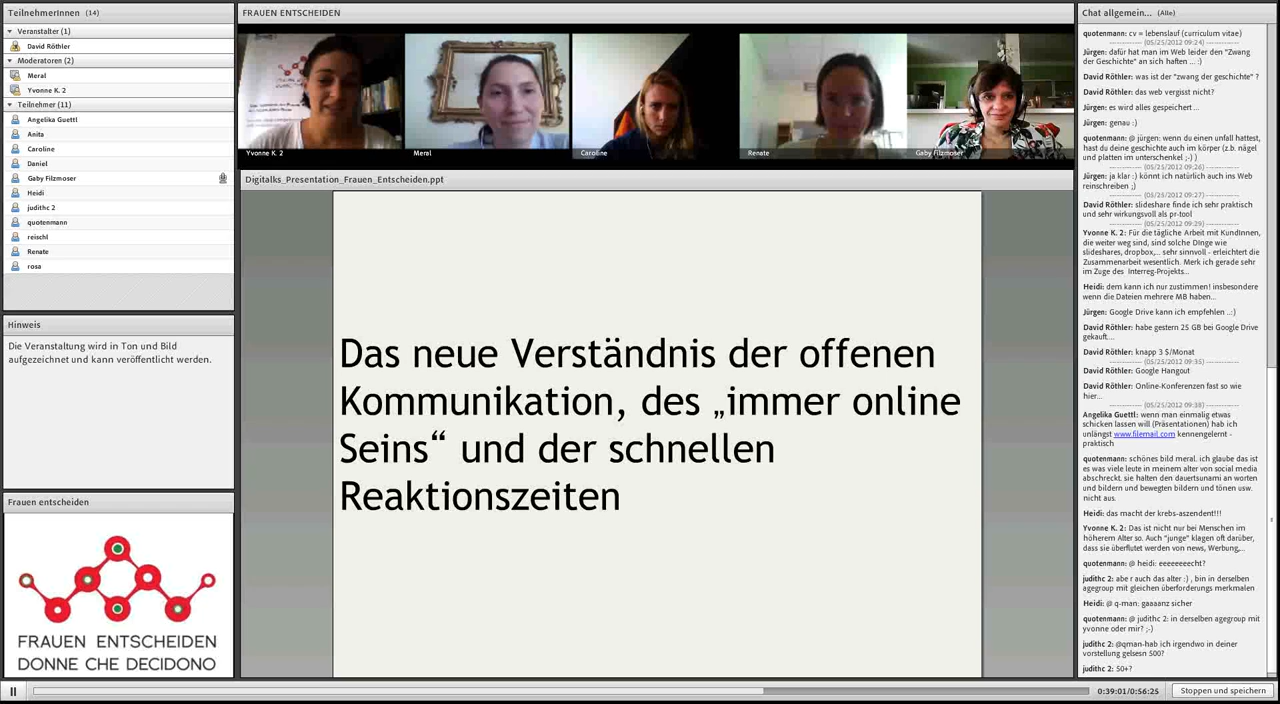 TeilnehmerInnen (14)
Veranstalter (1)
David Röthler
Moderatoren (2)
Meral
Yvonne K. 2
Teilnehmer (11)
Angelika Guettl
Anita
Caroline
Daniel
Gaby Filzmoser
Heidi
judithc 2
quotenmann
reischl
Renate
rosa
Hinweis
Die Veranstaltung wird in Ton und Bild
aufgezeichnet und kann veröffentlicht werden.
Frauen entscheiden
FRAUEN ENTSCHEIDEN
DONNE CHE DECIDONO
FRAUEN ENTSCHEIDEN
Yvonne K. 2
Meral
Caroline
Renate
Gaby Filzmoser
Digitalks_Presentation_Frauen_Entscheiden.ppt
Das neue Verständnis der offenen
Kommunikation, des „immer online
Seins“ und der schnellen
Reaktionszeiten
Chat allgemein... (Alle)
quotenmann: cv = lebenslauf (curriculum vitae)
------------- (05/25/2012 09:24) -------------
Jürgen: dafür hat man im Web leider den "Zwang
der Geschichte" an sich haften ... :)
David Röthler: was ist der "zwang der geschichte" ?
David Röthler: das web vergisst nicht?
Jürgen: es wird alles gespeichert ...
Jürgen: genau :)
quotenmann: @ jürgen: wenn du einen unfall hattest,
hast du deine geschichte auch im körper (z.b. nägel
und platten im unterschenkel ;-) )
------------- (05/25/2012 09:26) -------------
Jürgen: ja klar :) könnt ich natürlich auch ins Web
reinschreiben ;)
------------- (05/25/2012 09:27) -------------
David Röthler: slideshare finde ich sehr praktisch
und sehr wirkungsvoll als pr-tool
------------- (05/25/2012 09:29) -------------
Yvonne K. 2: Für die tägliche Arbeit mit KundInnen,
die weiter weg sind, sind solche DInge wie
slideshares, dropbox,... sehr sinnvoll - erleichtert die
Zusammenarbeit wesentlich. Merk ich gerade sehr
im Zuge des Interreg-Projekts...
Heidi: dem kann ich nur zustimmen! insbesondere
wenn die Dateien mehrere MB haben...
Jürgen: Google Drive kann ich empfehlen ..:)
David Röthler: habe gestern 25 GB bei Google Drive
gekauft....
David Röthler: knapp 3 $/Monat
------------- (05/25/2012 09:35) -------------
David Röthler: Google Hangout
David Röthler: Online-Konferenzen fast so wie
hier...
------------- (05/25/2012 09:38) -------------
Angelika Guettl: wenn man einmalig etwas
schicken lassen will (Präsentationen) hab ich
unlängst www.filemail.com kennengelernt -
praktisch
quotenmann: schönes bild meral. ich glaube das ist
es was viele leute in meinem alter von social media
abschreckt. sie halten den dauertsunami an worten
und bildern und bewegten bildern und tönen usw.
nicht aus.
Heidi: das macht der krebs-aszendent!!!
Yvonne K. 2: Das ist nicht nur bei Menschen im
höherem Alter so. Auch "junge" klagen oft darüber,
dass sie überflutet werden von news, Werbung,...
quotenmann: @ heidi: eeeeeeeecht?
judithc 2: abe r auch das alter :) , bin in derselben
agegroup mit gleichen überforderungs merkmalen
Heidi: @ q-man: gaaaanz sicher
quotenmann: @ judithc 2: in derselben agegroup mit
yvonne oder mir? ;-)
judithc 2: @qman-hab ich irgendwo in deiner
vorstellung gelsesn 500?
judithc 2: 50+?
0:39:01/0:56:25
Stoppen und speichern